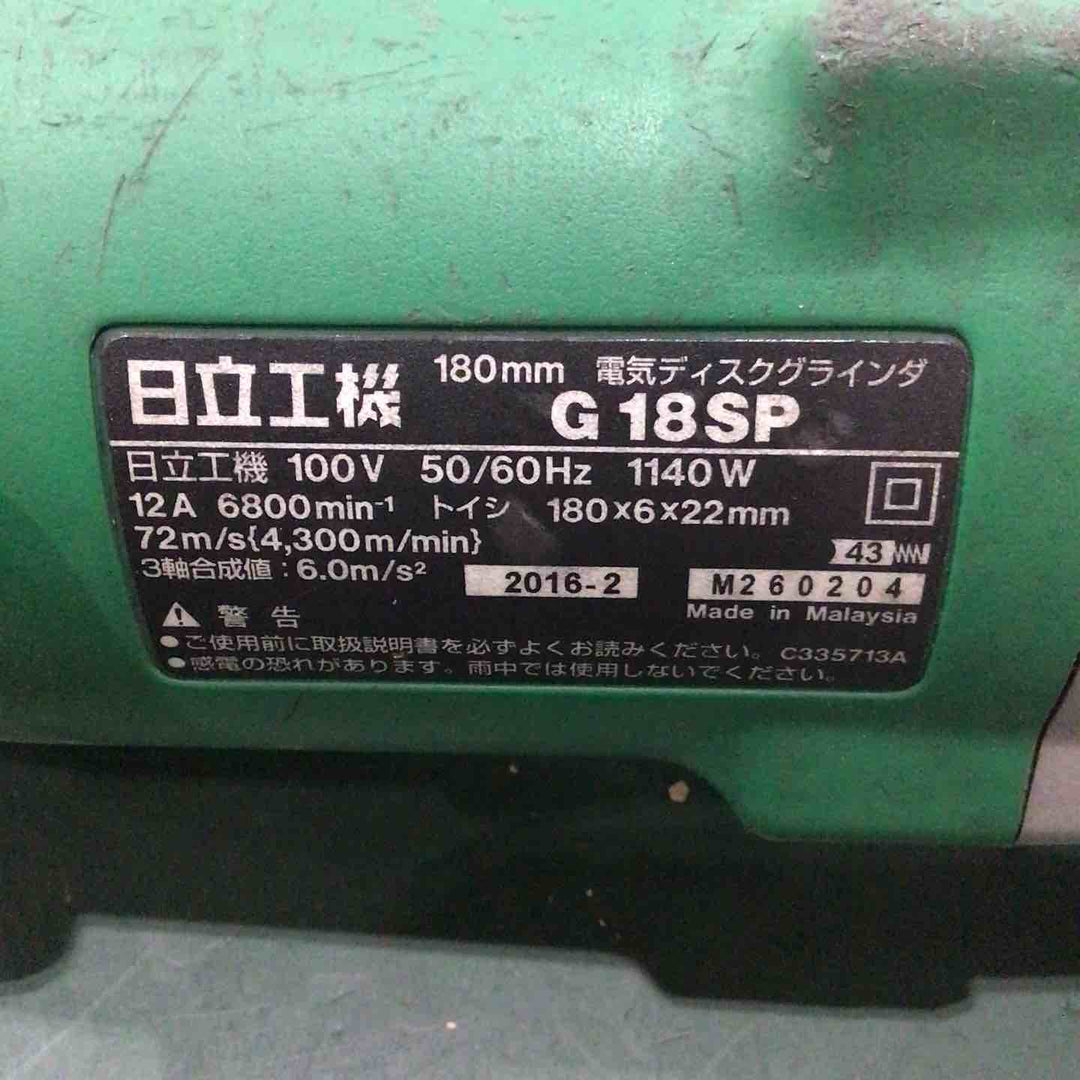 日立工機 180mm 電気ディスクグラインダ
G18SP
日立工機 100V 50/60Hz 1140W
12A 6800min⁻¹ トイシ 180×6×22mm
72m/s{4,300m/min}
43
3軸合成値：6.0m/s² 2016-2 M260204
Made in Malaysia
警告
●ご使用前に取扱説明書を必ずよくお読みください。 C335713A
●感電の恐れがあります。雨中では使用しないでください。